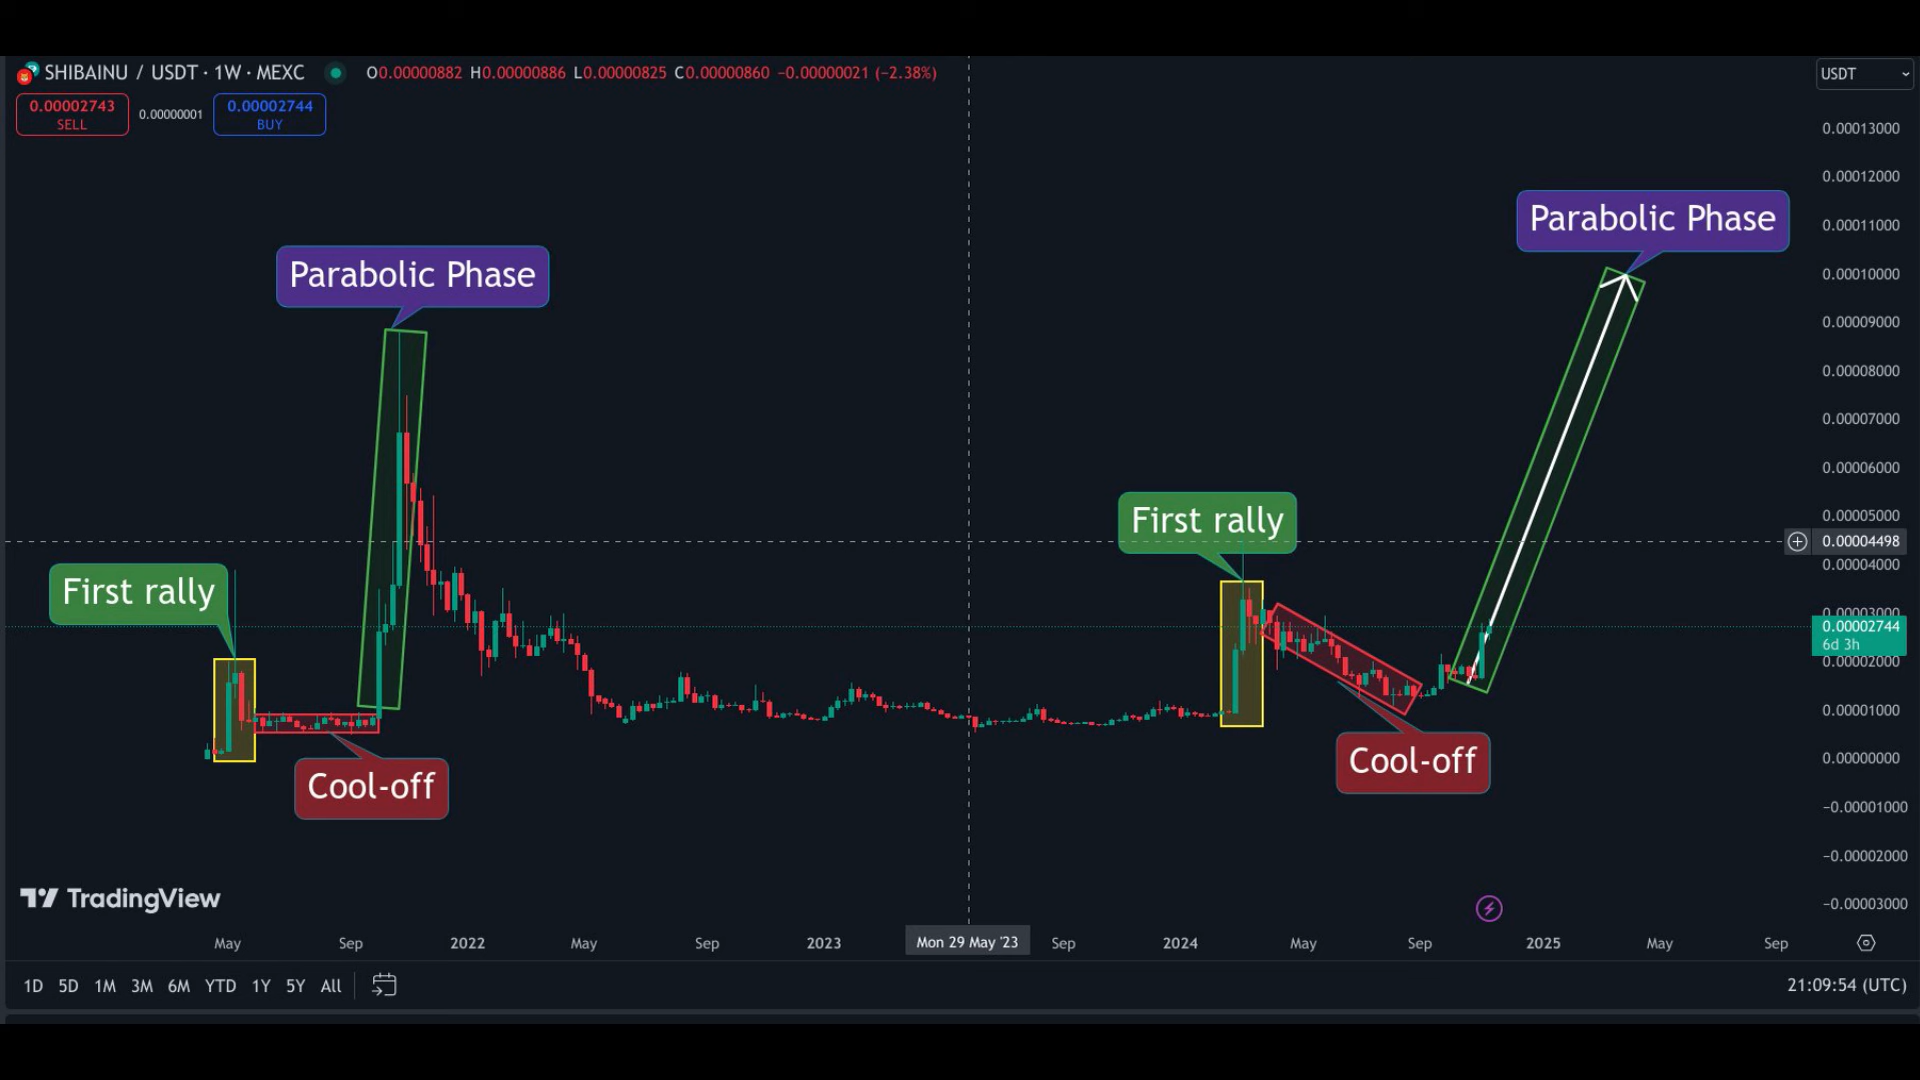 SHIBAINU / USDT · 1W · MEXC O0.00000882 H0.00000886 L0.00000825 C0.00000860 −0.00000021 (−2.38%)
USDT
0.00002743
SELL
0.00000001
0.00002744
BUY
0.00013000
0.00012000
0.00011000
0.00010000
0.00009000
0.00008000
0.00007000
0.00006000
0.00005000
0.00004498
0.00004000
0.00003000
0.00002744
6d 3h
0.00002000
0.00001000
0.00000000
−0.00001000
−0.00002000
−0.00003000
Parabolic Phase
Parabolic Phase
First rally
First rally
Cool-off
Cool-off
TradingView
May Sep 2022 May Sep 2023 Mon 29 May '23 Sep 2024 May Sep 2025 May Sep
1D 5D 1M 3M 6M YTD 1Y 5Y All
21:09:54 (UTC)